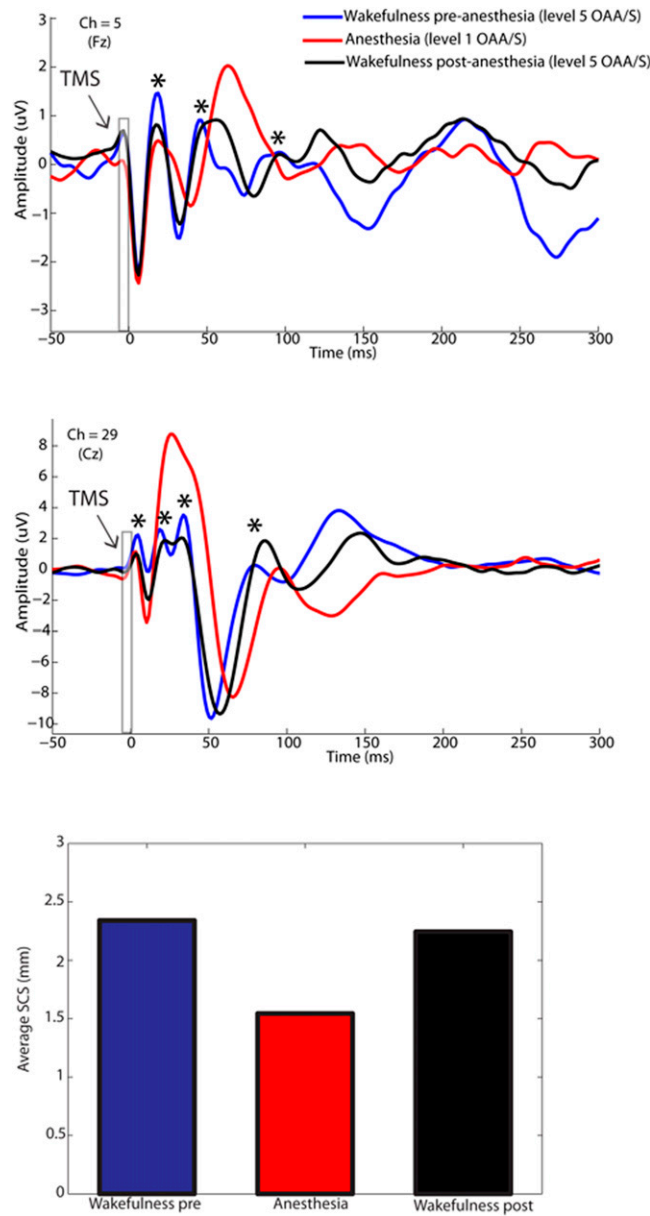 Ch = 5
(Fz)
Wakefulness pre-anesthesia (level 5 OAA/S)
Anesthesia (level 1 OAA/S)
Wakefulness post-anesthesia (level 5 OAA/S)
TMS
*
*
*
Amplitude (uV)
3
2
1
0
−1
−2
−3
−50
0
50
100
150
200
250
300
Time (ms)
Ch = 29
(Cz)
TMS
*
*
*
*
Amplitude (uV)
8
6
4
2
0
−2
−4
−6
−8
−10
−50
0
50
100
150
200
250
300
Time (ms)
Average SCS (mm)
3
2.5
2
1.5
1
0.5
0
Wakefulness pre
Anesthesia
Wakefulness post